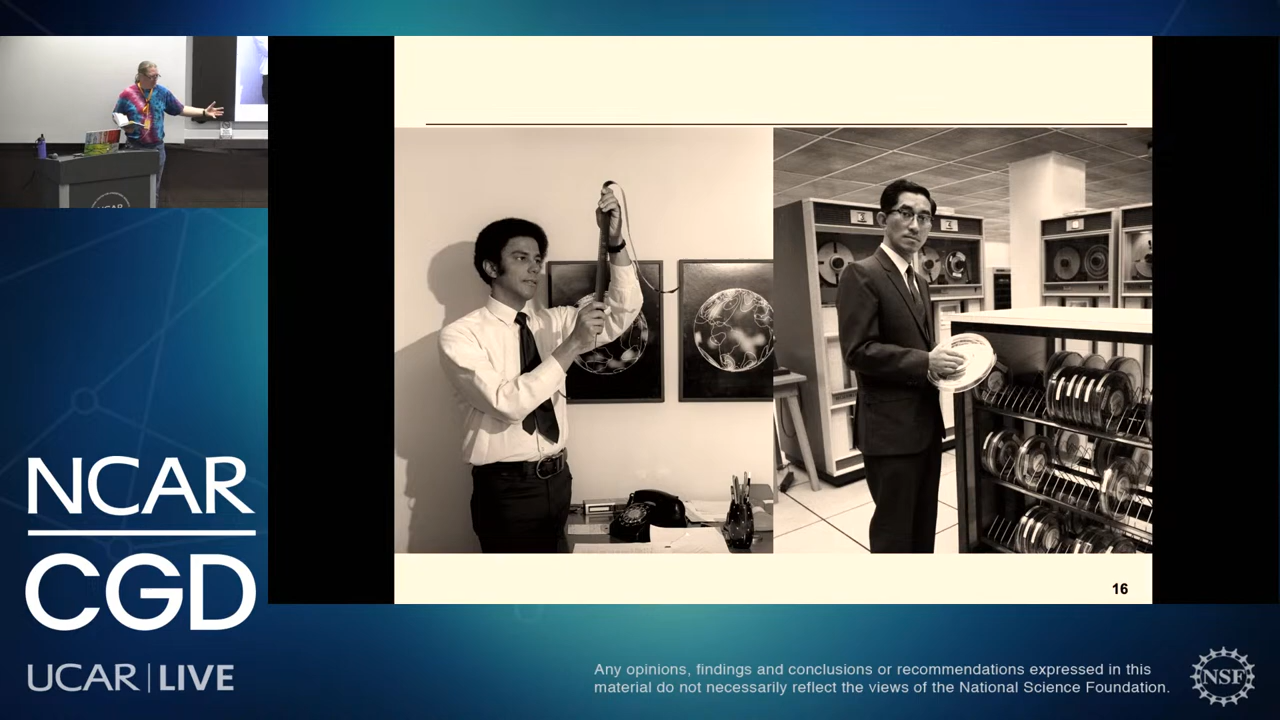 NCAR
CGD
UCAR | LIVE
16
Any opinions, findings and conclusions or recommendations expressed in this
material do not necessarily reflect the views of the National Science Foundation.
NSF